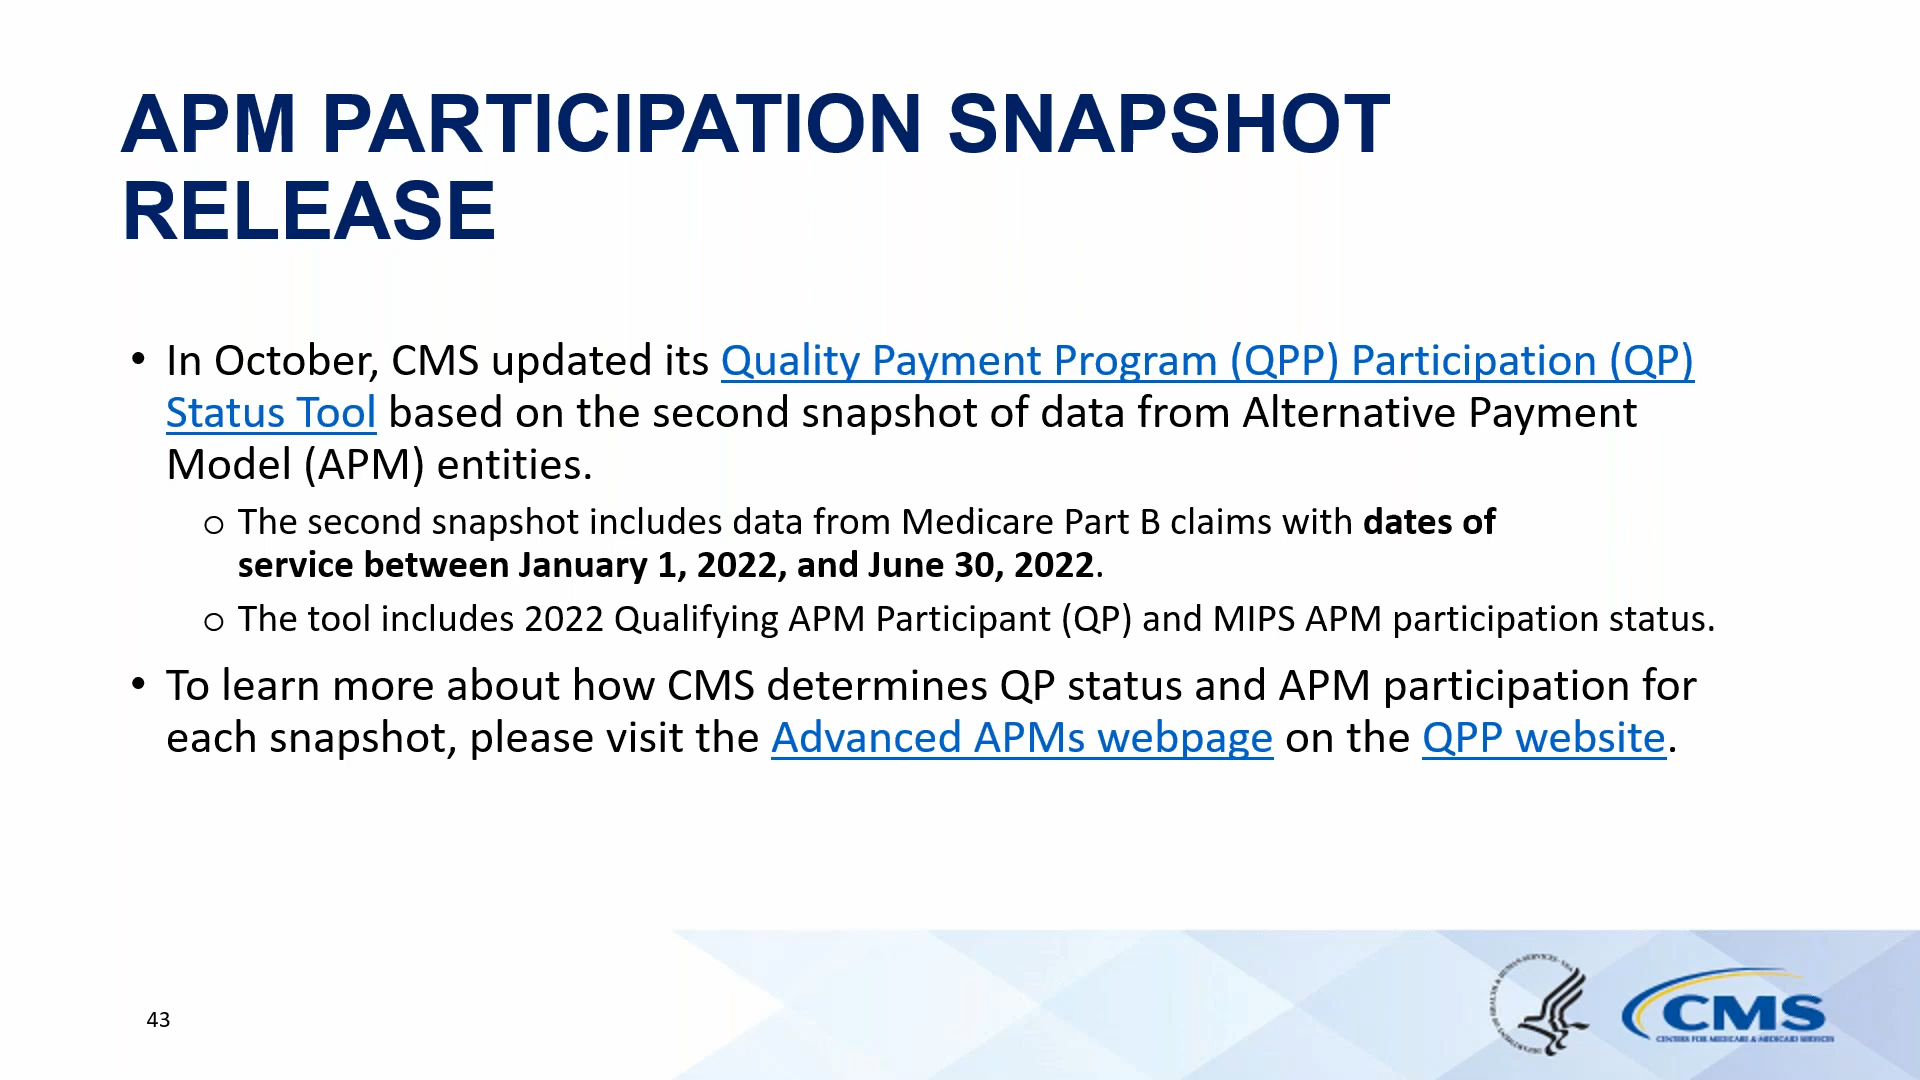 APM PARTICIPATION SNAPSHOT
RELEASE
• In October, CMS updated its Quality Payment Program (QPP) Participation (QP)
Status Tool based on the second snapshot of data from Alternative Payment
Model (APM) entities.
o The second snapshot includes data from Medicare Part B claims with dates of
service between January 1, 2022, and June 30, 2022.
o The tool includes 2022 Qualifying APM Participant (QP) and MIPS APM participation status.
• To learn more about how CMS determines QP status and APM participation for
each snapshot, please visit the Advanced APMs webpage on the QPP website.
43
CMS
CENTERS FOR MEDICARE & MEDICAID SERVICES